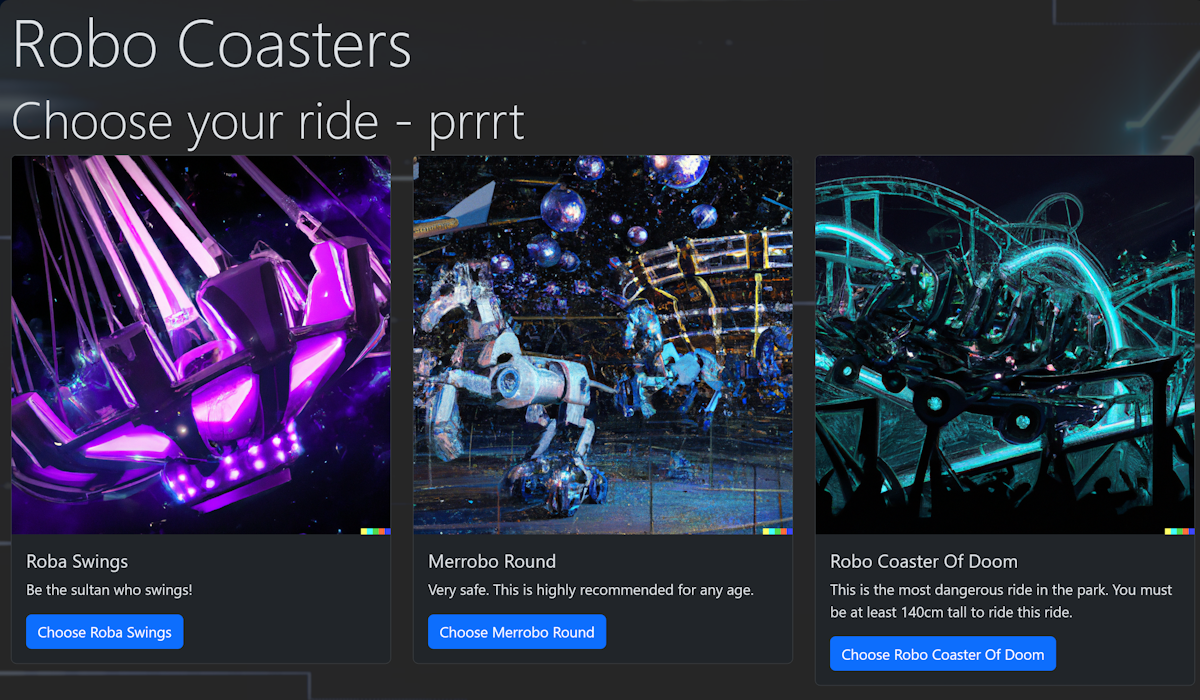 Robo Coasters
Choose your ride - prrrt
Roba Swings
Be the sultan who swings!
Choose Roba Swings
Merrobo Round
Very safe. This is highly recommended for any age.
Choose Merrobo Round
Robo Coaster Of Doom
This is the most dangerous ride in the park. You must
be at least 140cm tall to ride this ride.
Choose Robo Coaster Of Doom